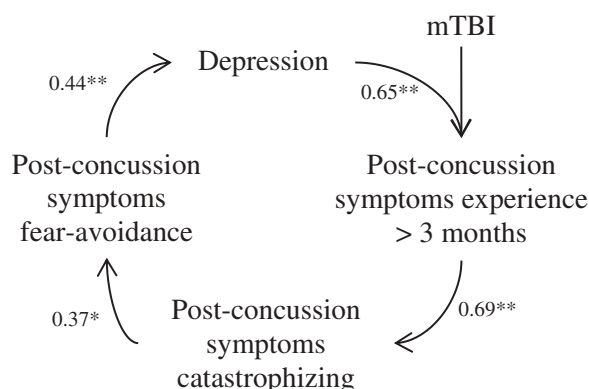 mTBI
Depression
0.44**
0.65**
Post-concussion
symptoms
fear-avoidance
Post-concussion
symptoms experience
> 3 months
0.37*
0.69**
Post-concussion
symptoms
catastrophizing